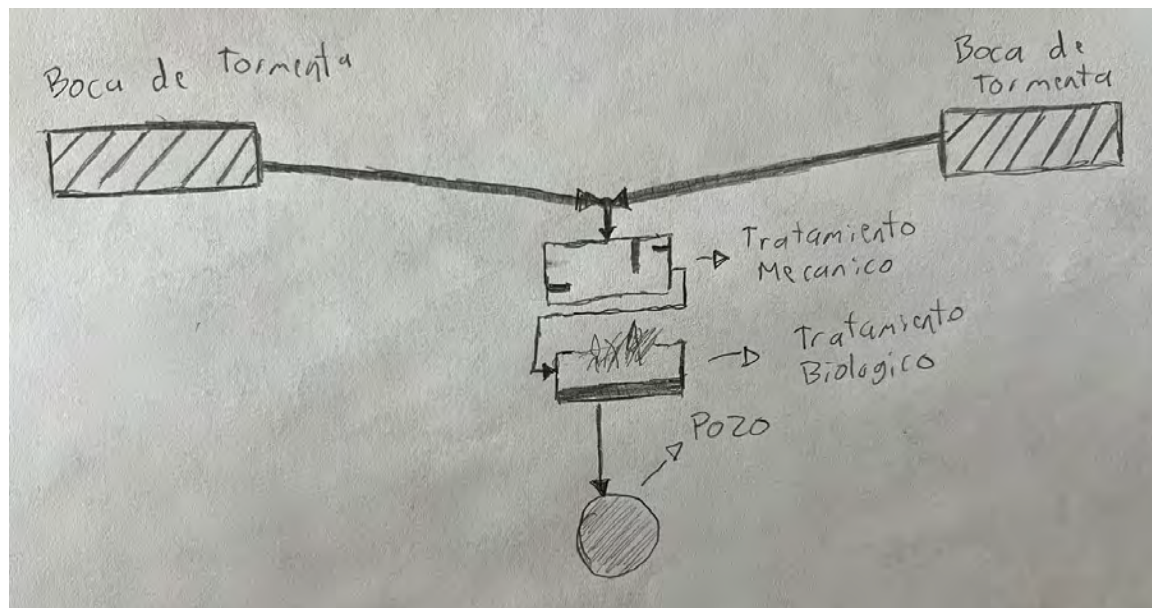 Boca de Tormenta
Boca de
Tormenta
Tratamiento
Mecanico
Tratamiento
Biologico
Pozo